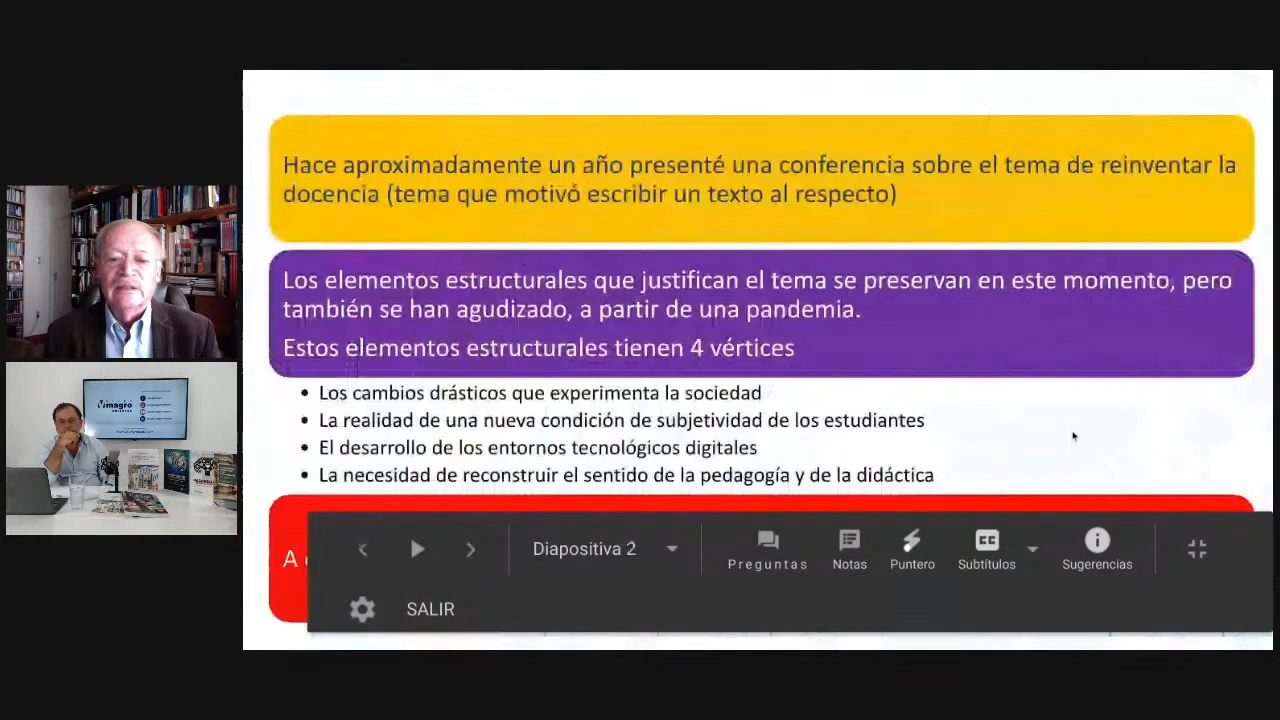 Hace aproximadamente un año presenté una conferencia sobre el tema de reinventar la
docencia (tema que motivó escribir un texto al respecto)
Los elementos estructurales que justifican el tema se preservan en este momento, pero
también se han agudizado, a partir de una pandemia.
Estos elementos estructurales tienen 4 vértices
• Los cambios drásticos que experimenta la sociedad
• La realidad de una nueva condición de subjetividad de los estudiantes
• El desarrollo de los entornos tecnológicos digitales
• La necesidad de reconstruir el sentido de la pedagogía y de la didáctica
A
Diapositiva 2
Preguntas
Notas
Puntero
CC
Subtítulos
Sugerencias
SALIR